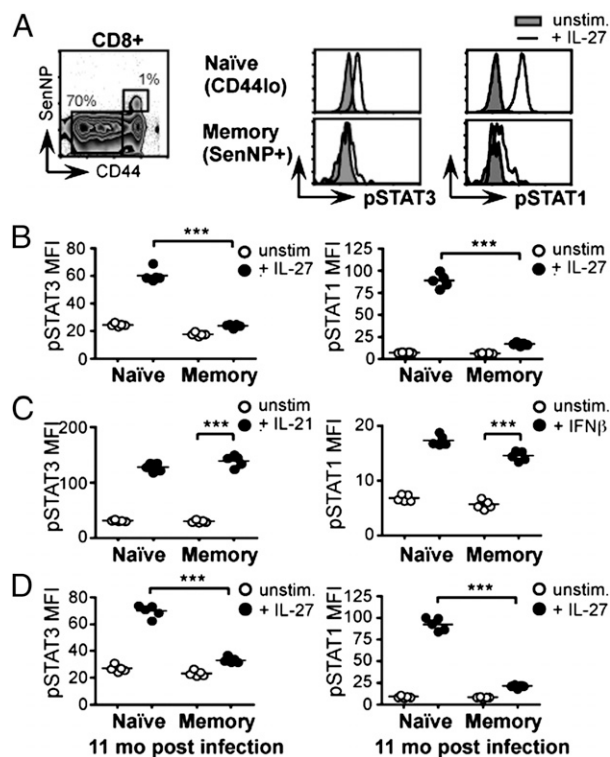 A
CD8+
SenNP
1%
70%
CD44
unstim.
+ IL-27
Naïve
(CD44lo)
Memory
(SenNP+)
pSTAT3
pSTAT1
B
pSTAT3 MFI
80
60
40
20
0
***
unstim
+ IL-27
Naïve Memory
pSTAT1 MFI
125
100
75
50
25
0
***
unstim
+ IL-27
Naïve Memory
C
pSTAT3 MFI
200
100
0
***
unstim
+ IL-21
Naïve Memory
pSTAT1 MFI
20
10
0
***
unstim.
+ IFNβ
Naïve Memory
D
pSTAT3 MFI
80
60
40
20
0
***
unstim.
+ IL-27
Naïve Memory
11 mo post infection
pSTAT1 MFI
125
100
75
50
25
0
***
unstim.
+ IL-27
Naïve Memory
11 mo post infection